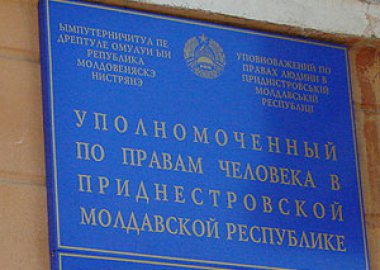 ЫМПУТЕРНИЧИТУЛ ПЕ
ДРЕПТУЛЕ ОМУЛУИ ЫН
РЕПУБЛИКА
МОЛДОВЕНЯСКЭ
НИСТРЯНЭ
УПОВНОВАЖЕНИЙ ПО
ПРАВАХ ЛЮДИНИ В
ПРИДНІСТРОВСЬКІЙ
МОЛДАВСЬКІЙ
РЕСПУБЛІЦІ
УПОЛНОМОЧЕННЫЙ
ПО ПРАВАМ ЧЕЛОВЕКА В
ПРИДНЕСТРОВСКОЙ
МОЛДАВСКОЙ РЕСПУБЛИКЕ